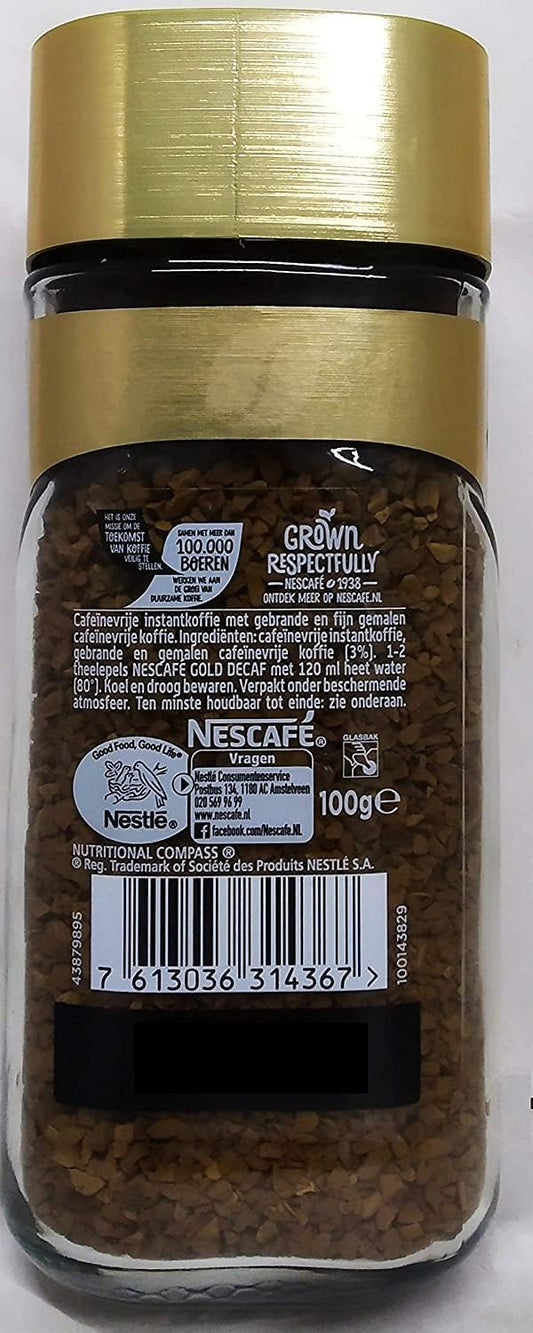 HET IS ONZE
MISSIE OM DE
TOEKOMST
VAN KOFFIE
VEILIG TE
STELLEN.
SAMEN MET MEER DAN
100.000
BOEREN
WERKEN WE AAN
DE GROEI VAN
DUURZAME KOFFIE.
GROWN
RESPECTFULLY
NESCAFÉ 1938
ONTDEK MEER OP NESCAFE.NL
Cafeïnevrije instantkoffie met gebrande en fijn gemalen
cafeïnevrije koffie. Ingrediënten: cafeïnevrije instantkoffie,
gebrande en gemalen cafeïnevrije koffie (3%). 1-2
theelepels NESCAFÉ GOLD DECAF met 120 ml heet water
(80°). Koel en droog bewaren. Verpakt onder beschermende
atmosfeer. Ten minste houdbaar tot einde: zie onderaan.
NESCAFÉ®
GLASBAK
Good Food, Good Life®
Nestlé®
Vragen
Nestlé Consumentenservice
Postbus 134, 1180 AC Amstelveen
020 569 96 99
www.nescafe.nl
facebook.com/Nescafe.NL
100g℮
NUTRITIONAL COMPASS ®
® Reg. Trademark of Société des Produits NESTLÉ S.A.
43879895
7 613036 314367 >
100143829